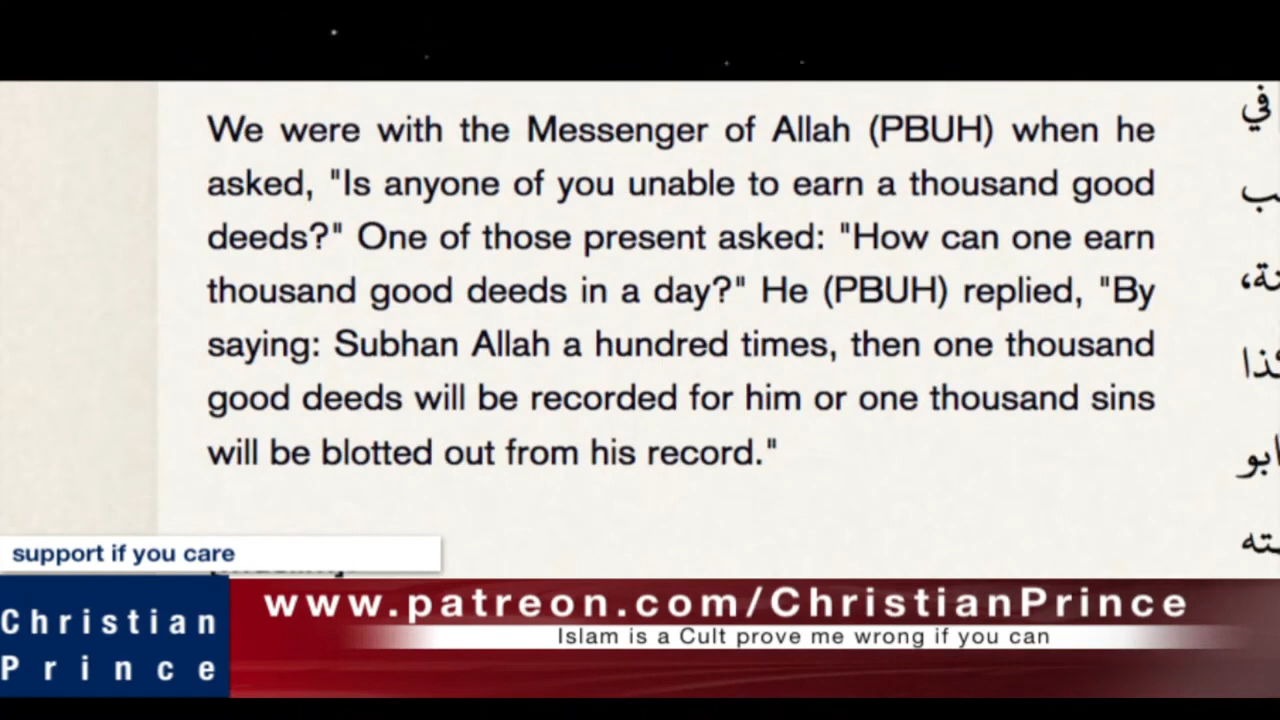 We were with the Messenger of Allah (PBUH) when he
asked, "Is anyone of you unable to earn a thousand good
deeds?" One of those present asked: "How can one earn
thousand good deeds in a day?" He (PBUH) replied, "By
saying: Subhan Allah a hundred times, then one thousand
good deeds will be recorded for him or one thousand sins
will be blotted out from his record."
في
كذا
support if you care
Christian
Prince
www.patreon.com/ChristianPrince
Islam is a Cult prove me wrong if you can